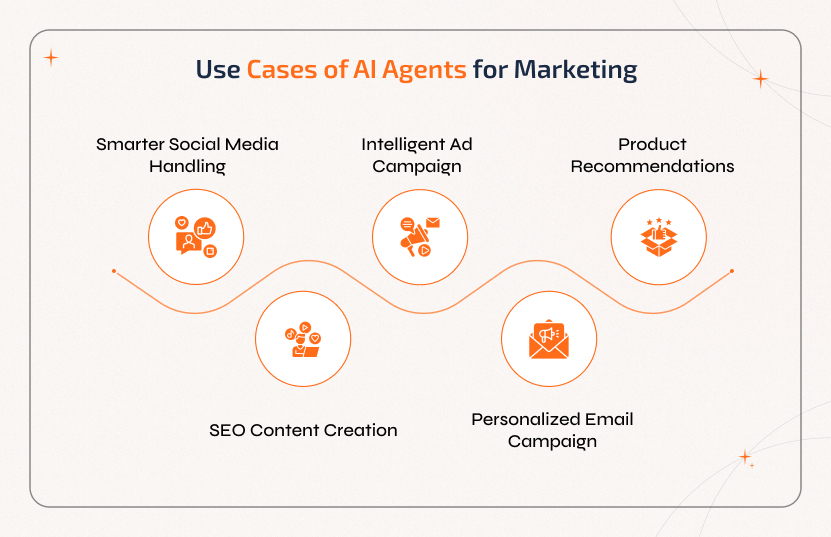 Use Cases of AI Agents for Marketing
Smarter Social Media
Handling
Intelligent Ad
Campaign
Product
Recommendations
SEO Content Creation
Personalized Email
Campaign